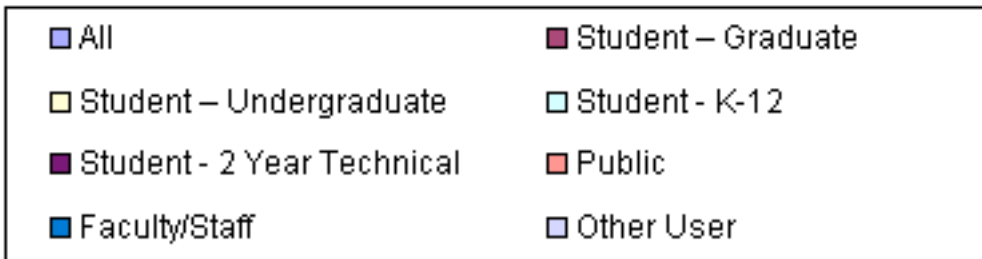 All Student – Graduate
Student – Undergraduate Student - K-12
Student - 2 Year Technical Public
Faculty/Staff Other User